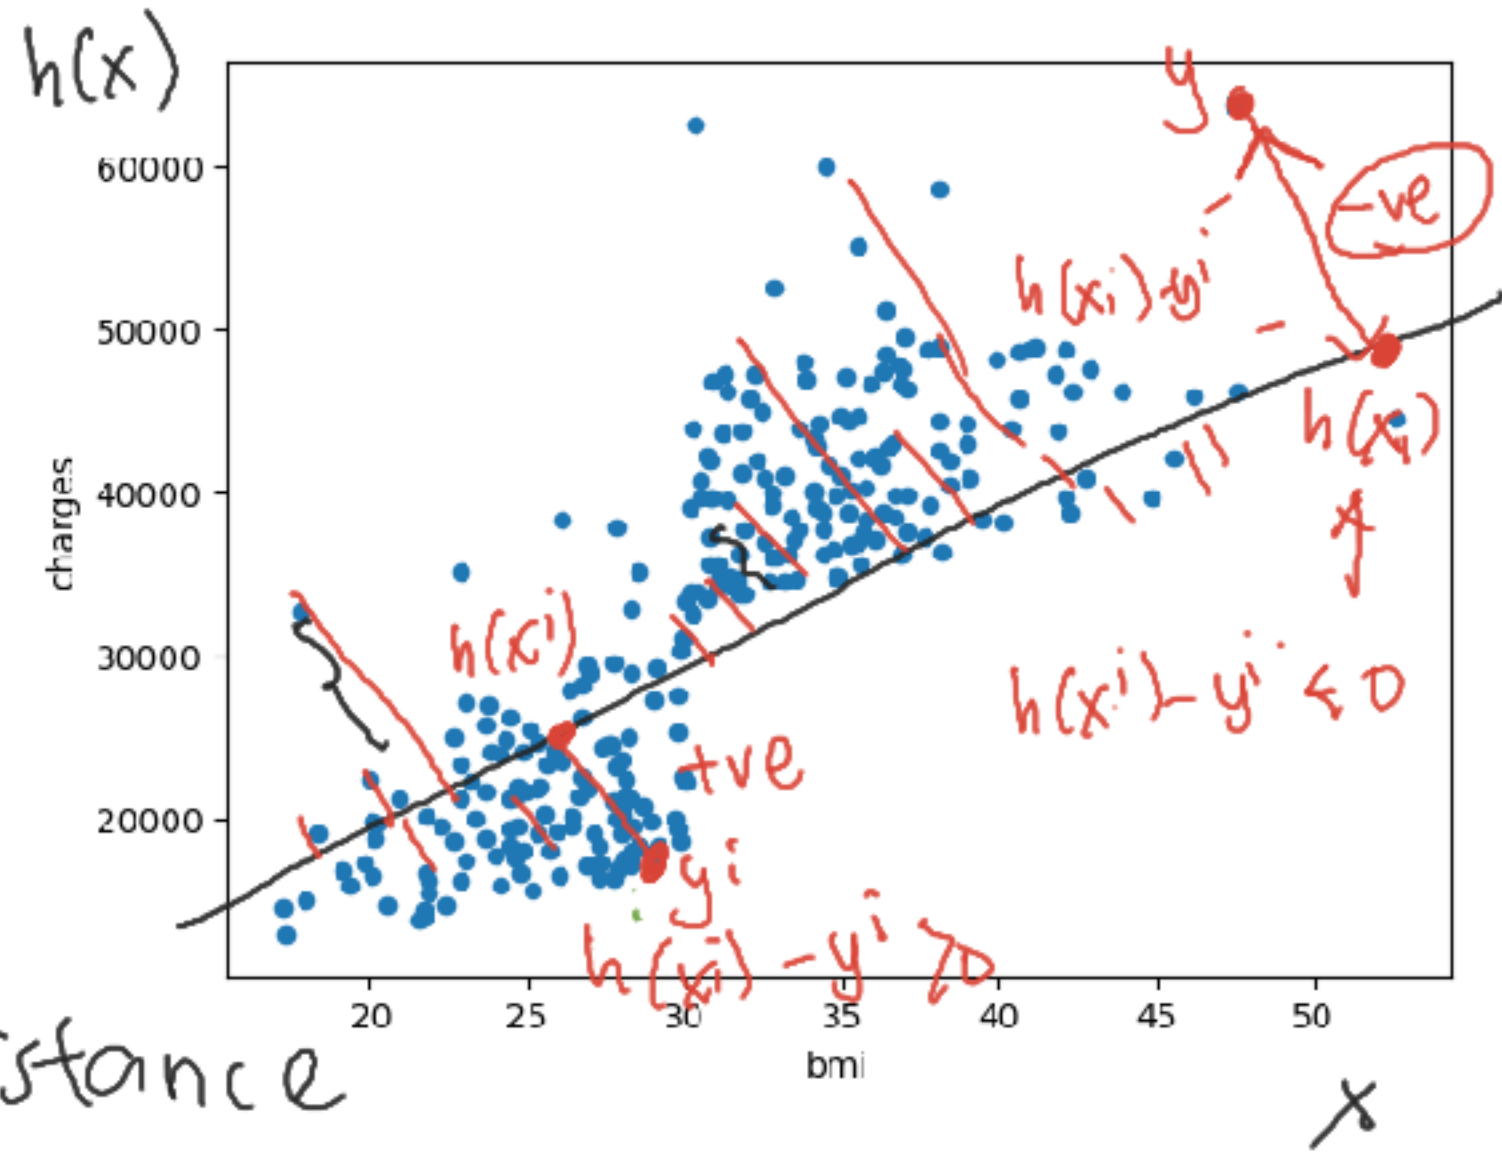 h(x)
y
60000
-ve
h(xi)-yi
50000
h(xi)
40000
charges
30000
h(xi)
h(xi)-yi < 0
+ve
20000
yi
h(xi)-yi >0
20 25 30 35 40 45 50
bmi
stance
x